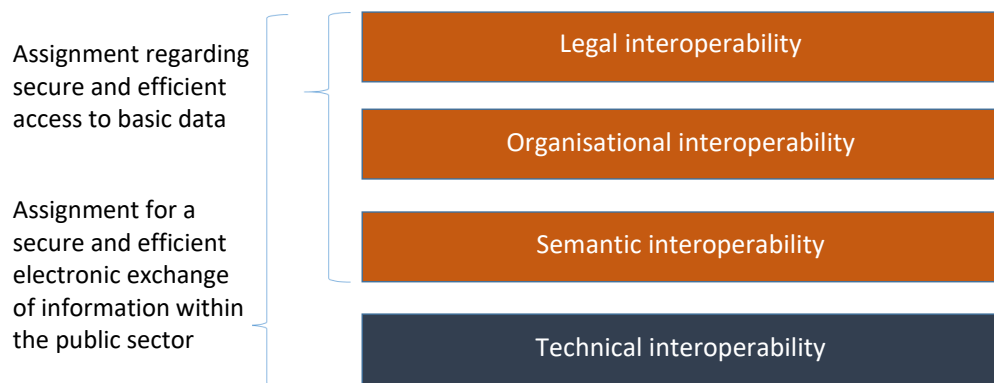 Assignment regarding
secure and efficient
access to basic data
Assignment for a
secure and efficient
electronic exchange
of information within
the public sector
Legal interoperability
Organisational interoperability
Semantic interoperability
Technical interoperability